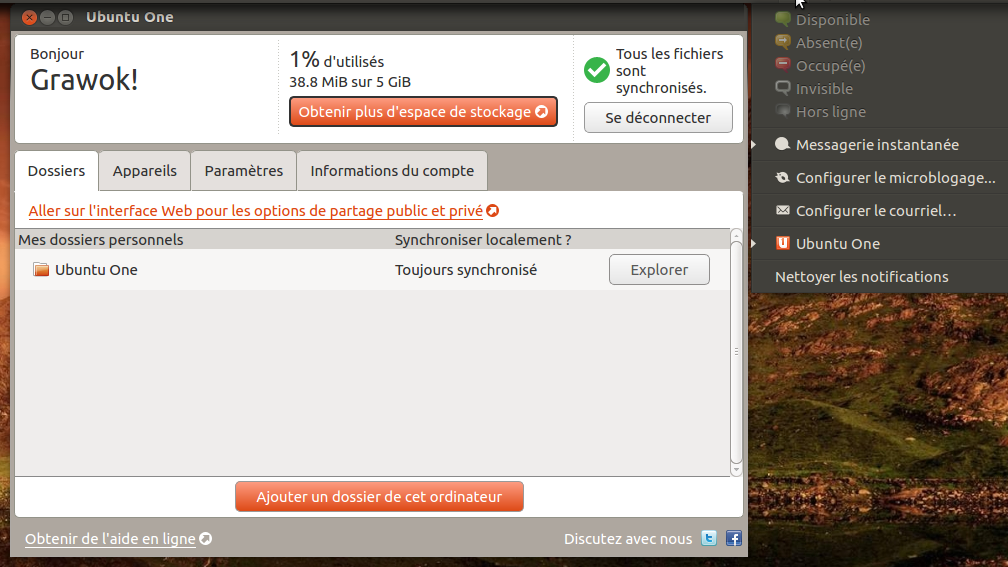 Ubuntu One
Bonjour
Grawok!
1% d'utilisés
38.8 MiB sur 5 GiB
Obtenir plus d'espace de stockage
Tous les fichiers
sont
synchronisés.
Se déconnecter
Dossiers
Appareils
Paramètres
Informations du compte
Aller sur l'interface Web pour les options de partage public et privé
Mes dossiers personnels
Synchroniser localement ?
Ubuntu One
Toujours synchronisé
Explorer
Ajouter un dossier de cet ordinateur
Obtenir de l'aide en ligne
Discutez avec nous
Disponible
Absent(e)
Occupé(e)
Invisible
Hors ligne
Messagerie instantanée
Configurer le microblogage...
Configurer le courriel…
Ubuntu One
Nettoyer les notifications